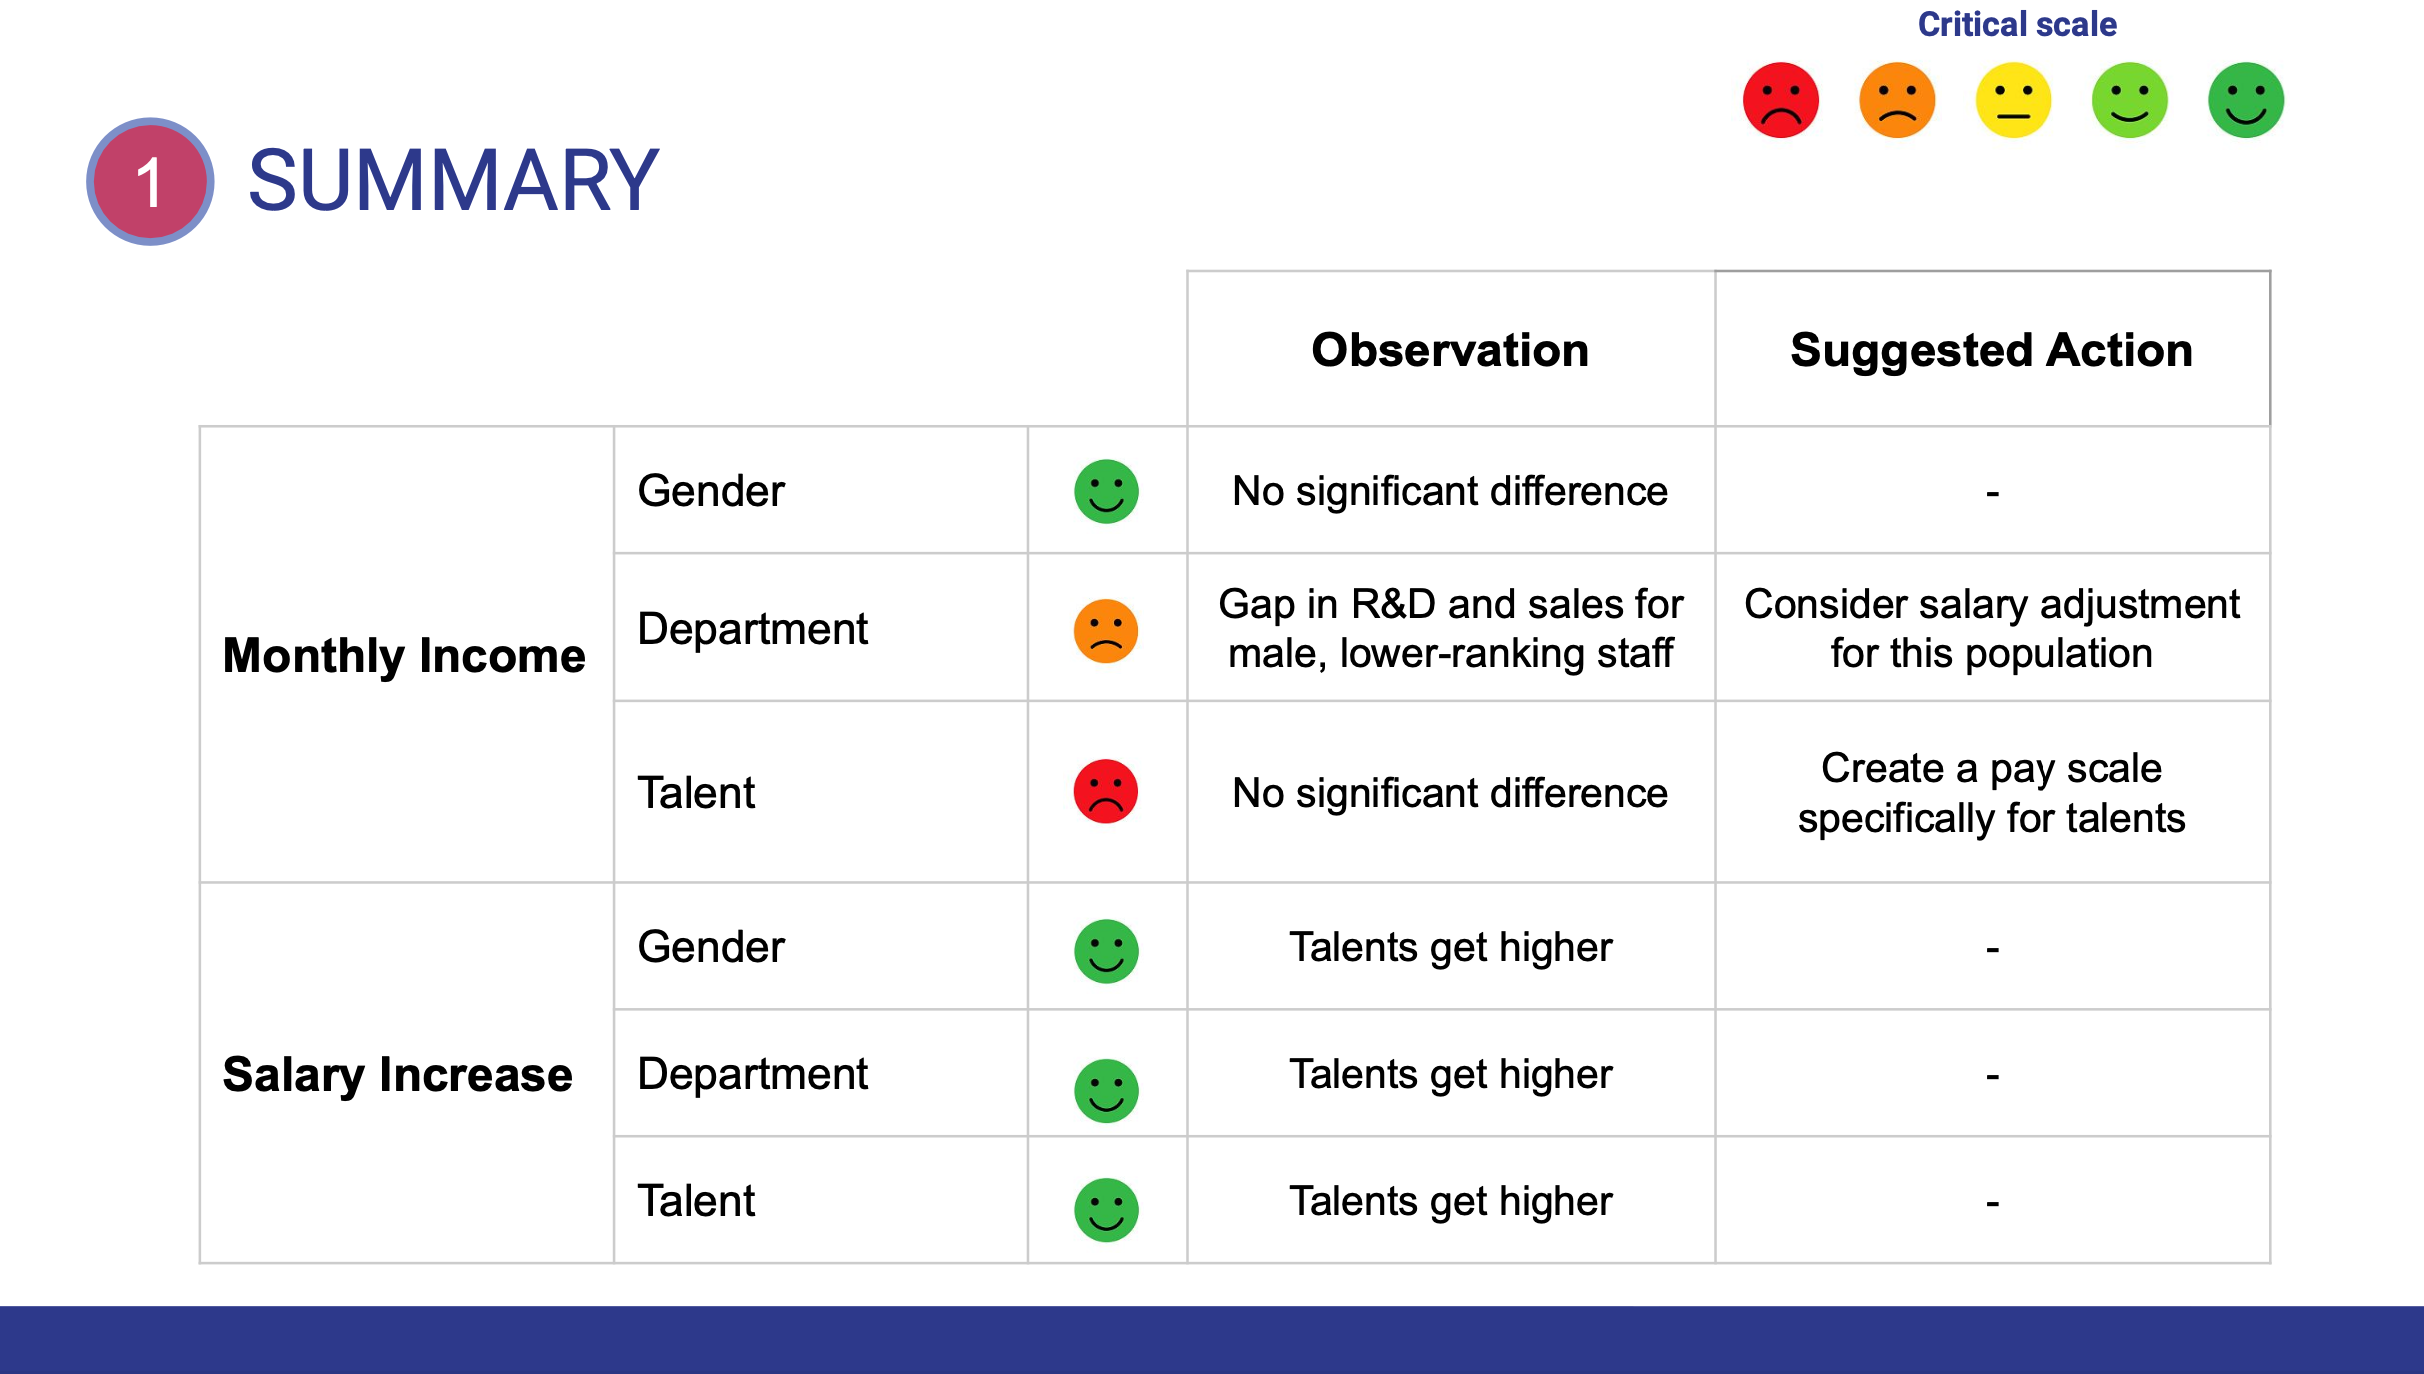 Critical scale
1 SUMMARY
Observation
Suggested Action
Monthly Income
Gender
No significant difference
-
Department
Gap in R&D and sales for
male, lower-ranking staff
Consider salary adjustment
for this population
Talent
No significant difference
Create a pay scale
specifically for talents
Salary Increase
Gender
Talents get higher
-
Department
Talents get higher
-
Talent
Talents get higher
-